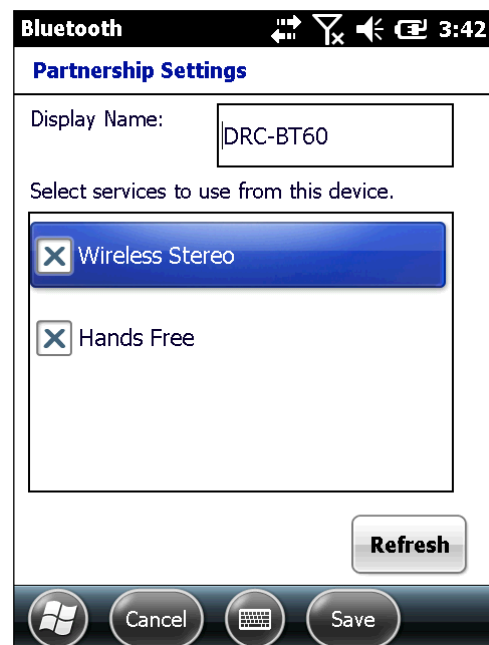 Bluetooth 3:42
Partnership Settings
Display Name: DRC-BT60
Select services to use from this device.
Wireless Stereo
Hands Free
Refresh
Cancel Save